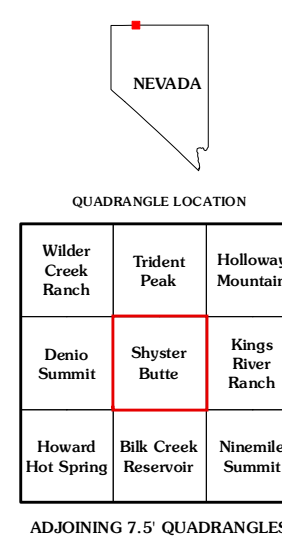 NEVADA
QUADRANGLE LOCATION
Wilder
Creek
Ranch
Trident
Peak
Holloway
Mountain
Denio
Summit
Shyster
Butte
Kings
River
Ranch
Howard
Hot Spring
Bilk Creek
Reservoir
Ninemile
Summit
ADJOINING 7.5' QUADRANGLES